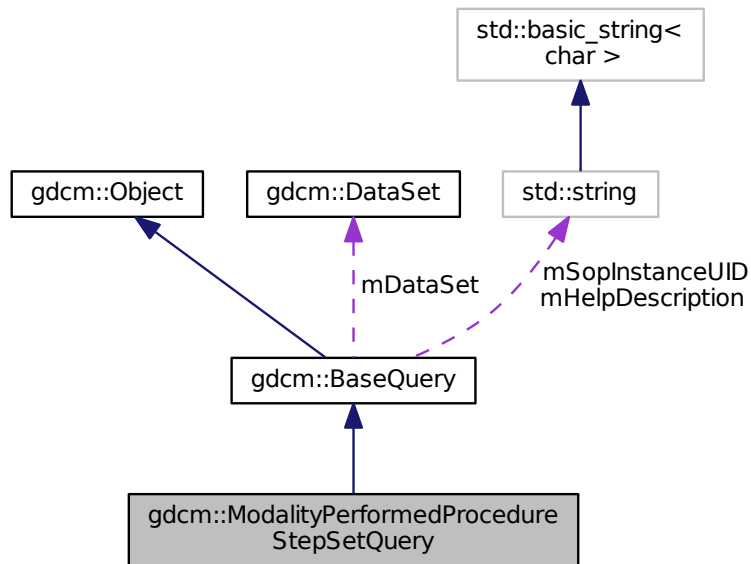 std::basic_string<
char >
gdcm::Object
gdcm::DataSet
std::string
mDataSet
mSopInstanceUID
mHelpDescription
gdcm::BaseQuery
gdcm::ModalityPerformedProcedure
StepSetQuery